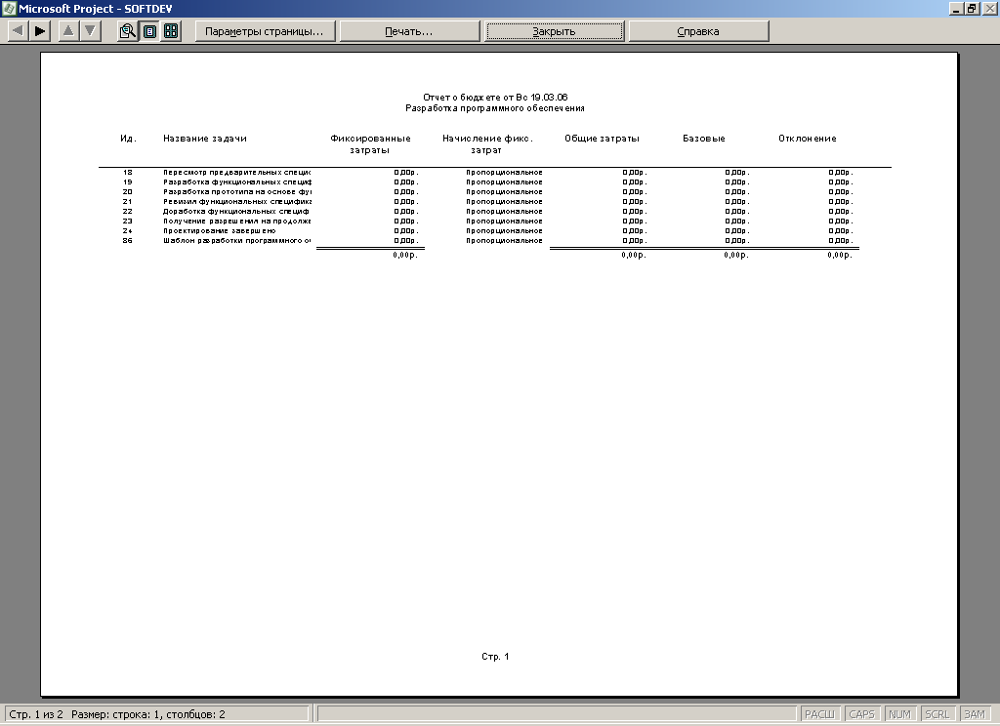 Microsoft Project - SOFTDEV
Параметры страницы... Печать... Закрыть Справка
Отчет о бюджете от Вс 19.03.06
Разработка программного обеспечения
Ид. Название задачи Фиксированные затраты Начисление фикс. затрат Общие затраты Базовые Отклонение
18 Пересмотр предварительных специф 0,00р. Пропорциональное 0,00р. 0,00р. 0,00р.
19 Разработка функциональных специф 0,00р. Пропорциональное 0,00р. 0,00р. 0,00р.
20 Разработка прототипа на основе фун 0,00р. Пропорциональное 0,00р. 0,00р. 0,00р.
21 Ревизия функциональных специфика 0,00р. Пропорциональное 0,00р. 0,00р. 0,00р.
22 Доработка функциональных специф 0,00р. Пропорциональное 0,00р. 0,00р. 0,00р.
23 Получение разрешения на продолже 0,00р. Пропорциональное 0,00р. 0,00р. 0,00р.
24 Проектирование завершено 0,00р. Пропорциональное 0,00р. 0,00р. 0,00р.
86 Шаблон разработки программного об 0,00р. Пропорциональное 0,00р. 0,00р. 0,00р.
0,00р. 0,00р. 0,00р. 0,00р.
Стр. 1
Стр. 1 из 2 Размер: строка: 1, столбцов: 2 РАСШ CAPS NUM SCRL ЗАМ